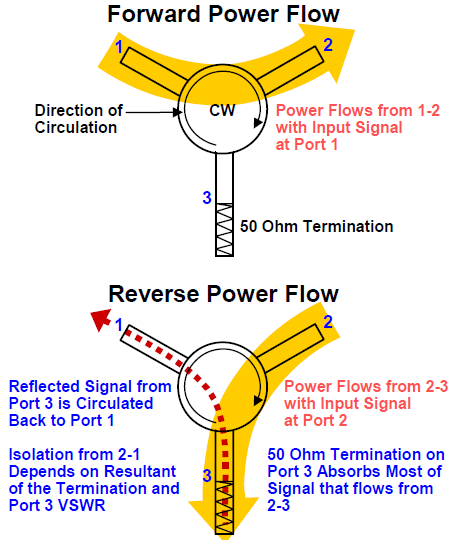 Forward Power Flow
1
2
Direction of
Circulation
CW
Power Flows from 1-2
with Input Signal
at Port 1
3
50 Ohm Termination
Reverse Power Flow
1
2
Reflected Signal from
Port 3 is Circulated
Back to Port 1
Power Flows from 2-3
with Input Signal
at Port 2
Isolation from 2-1
Depends on Resultant
of the Termination and
Port 3 VSWR
3
50 Ohm Termination on
Port 3 Absorbs Most of
Signal that flows from
2-3